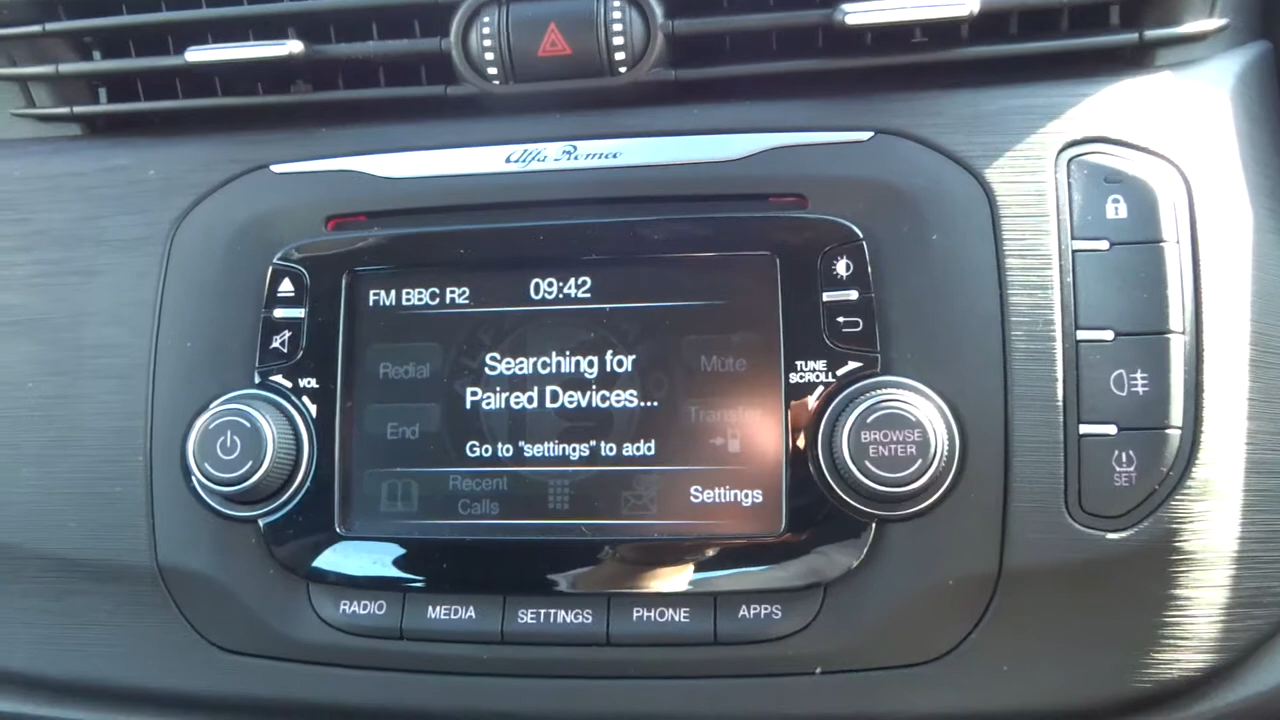 Alfa Romeo
FM BBC R2
09:42
Redial
Searching for
Paired Devices...
Mute
End
Transfer
Go to "settings" to add
Recent
Calls
Settings
VOL
TUNE
SCROLL
BROWSE
ENTER
SET
RADIO
MEDIA
SETTINGS
PHONE
APPS